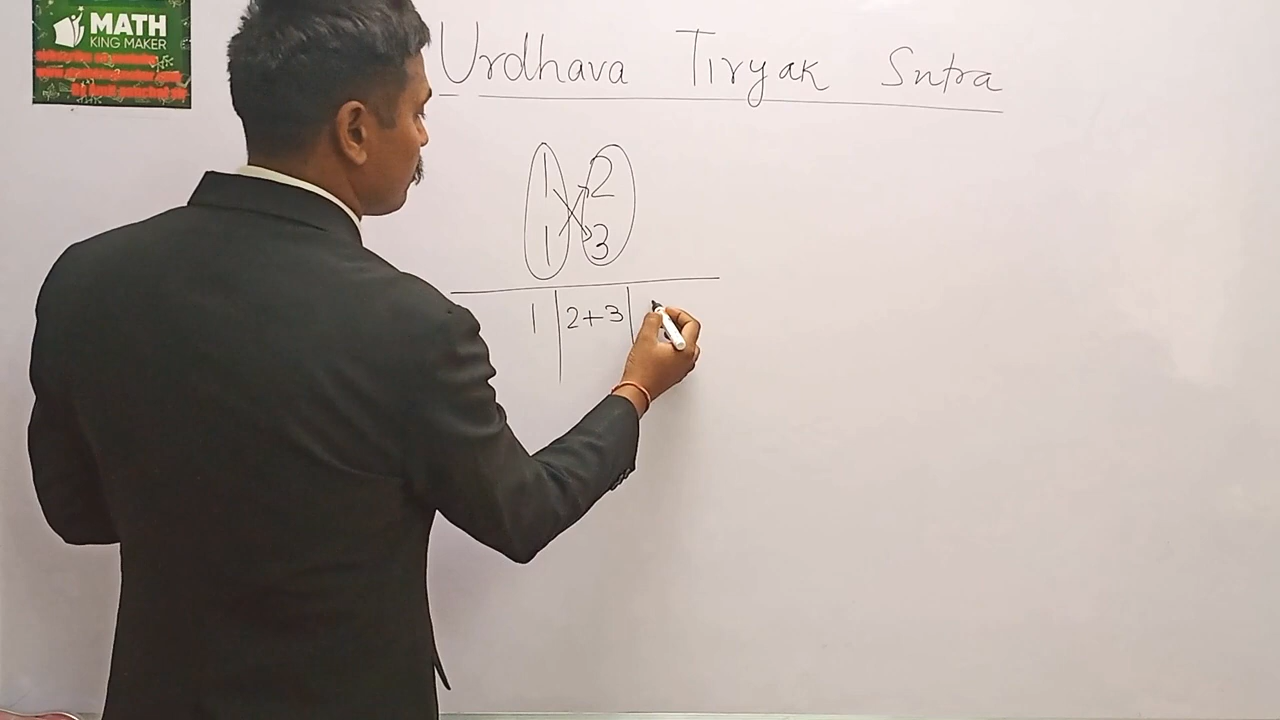 MATH
KING MAKER
Urdhava Tiryak Sutra
1 2
1 3
1 | 2+3 |